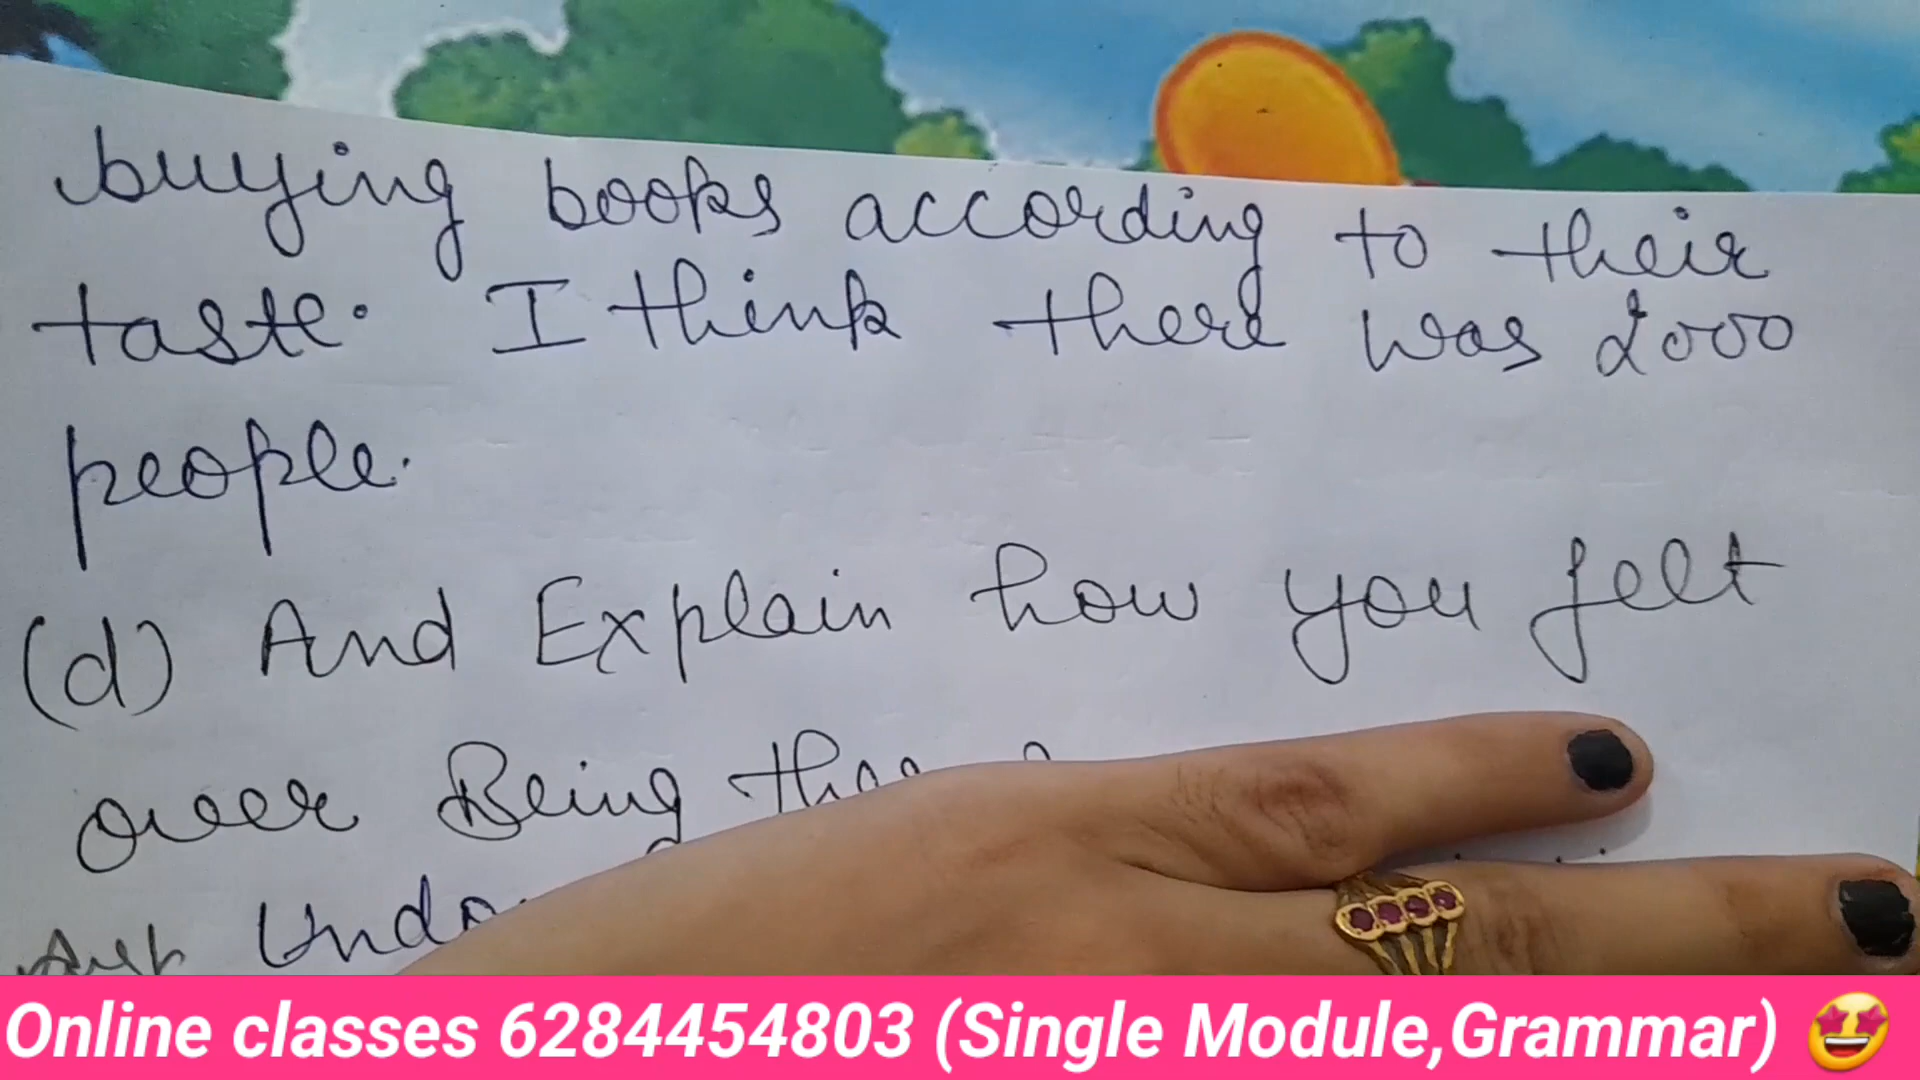 buying books according to their
taste. I think there was 2000
people.
(d) And Explain how you felt
over Being
Online classes 6284454803 (Single Module,Grammar) 🤩